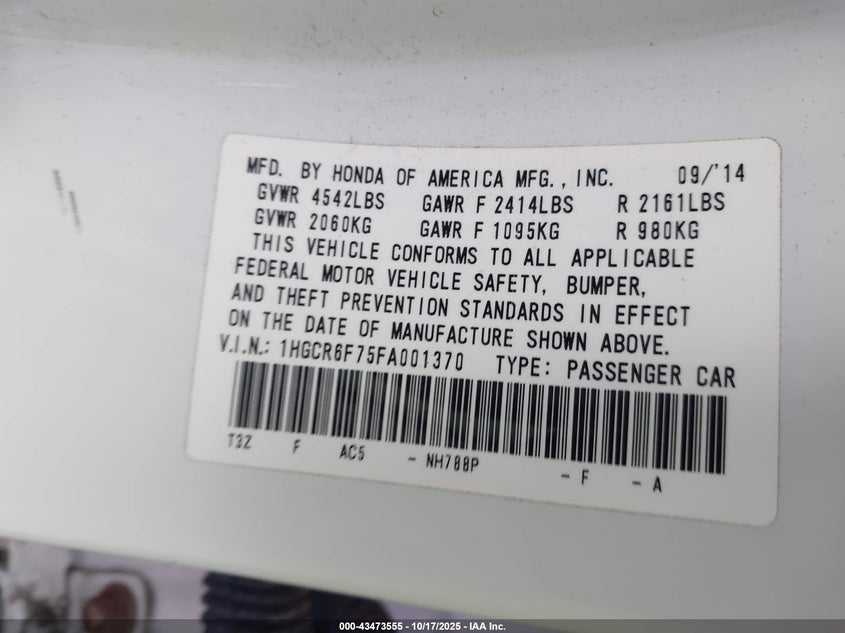 MFD. BY HONDA OF AMERICA MFG., INC. 09/'14
GVWR 4542LBS GAWR F 2414LBS R 2161LBS
GVWR 2060KG GAWR F 1095KG R 980KG
THIS VEHICLE CONFORMS TO ALL APPLICABLE
FEDERAL MOTOR VEHICLE SAFETY, BUMPER,
AND THEFT PREVENTION STANDARDS IN EFFECT
ON THE DATE OF MANUFACTURE SHOWN ABOVE.
V.I.N.: 1HGCR6F75FA001370 TYPE: PASSENGER CAR
T3Z F AC5 - NH788P - F - A
000-43473555 - 10/17/2025 - IAA Inc.